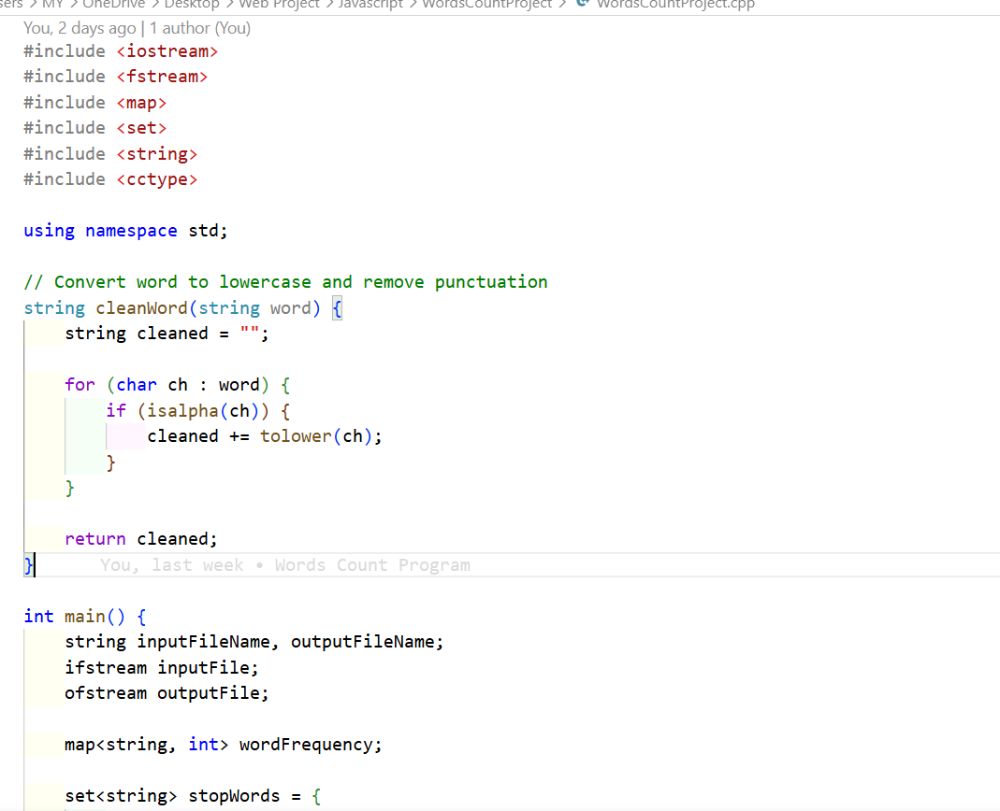 sers > MY > OneDrive > Desktop > Web Project > Javascript > WordsCountProject > WordsCountProject.cpp
You, 2 days ago | 1 author (You)
#include <iostream>
#include <fstream>
#include <map>
#include <set>
#include <string>
#include <cctype>
using namespace std;
// Convert word to lowercase and remove punctuation
string cleanWord(string word) {
string cleaned = "";
for (char ch : word) {
if (isalpha(ch)) {
cleaned += tolower(ch);
}
}
return cleaned;
} You, last week • Words Count Program
int main() {
string inputFileName, outputFileName;
ifstream inputFile;
ofstream outputFile;
map<string, int> wordFrequency;
set<string> stopWords = {